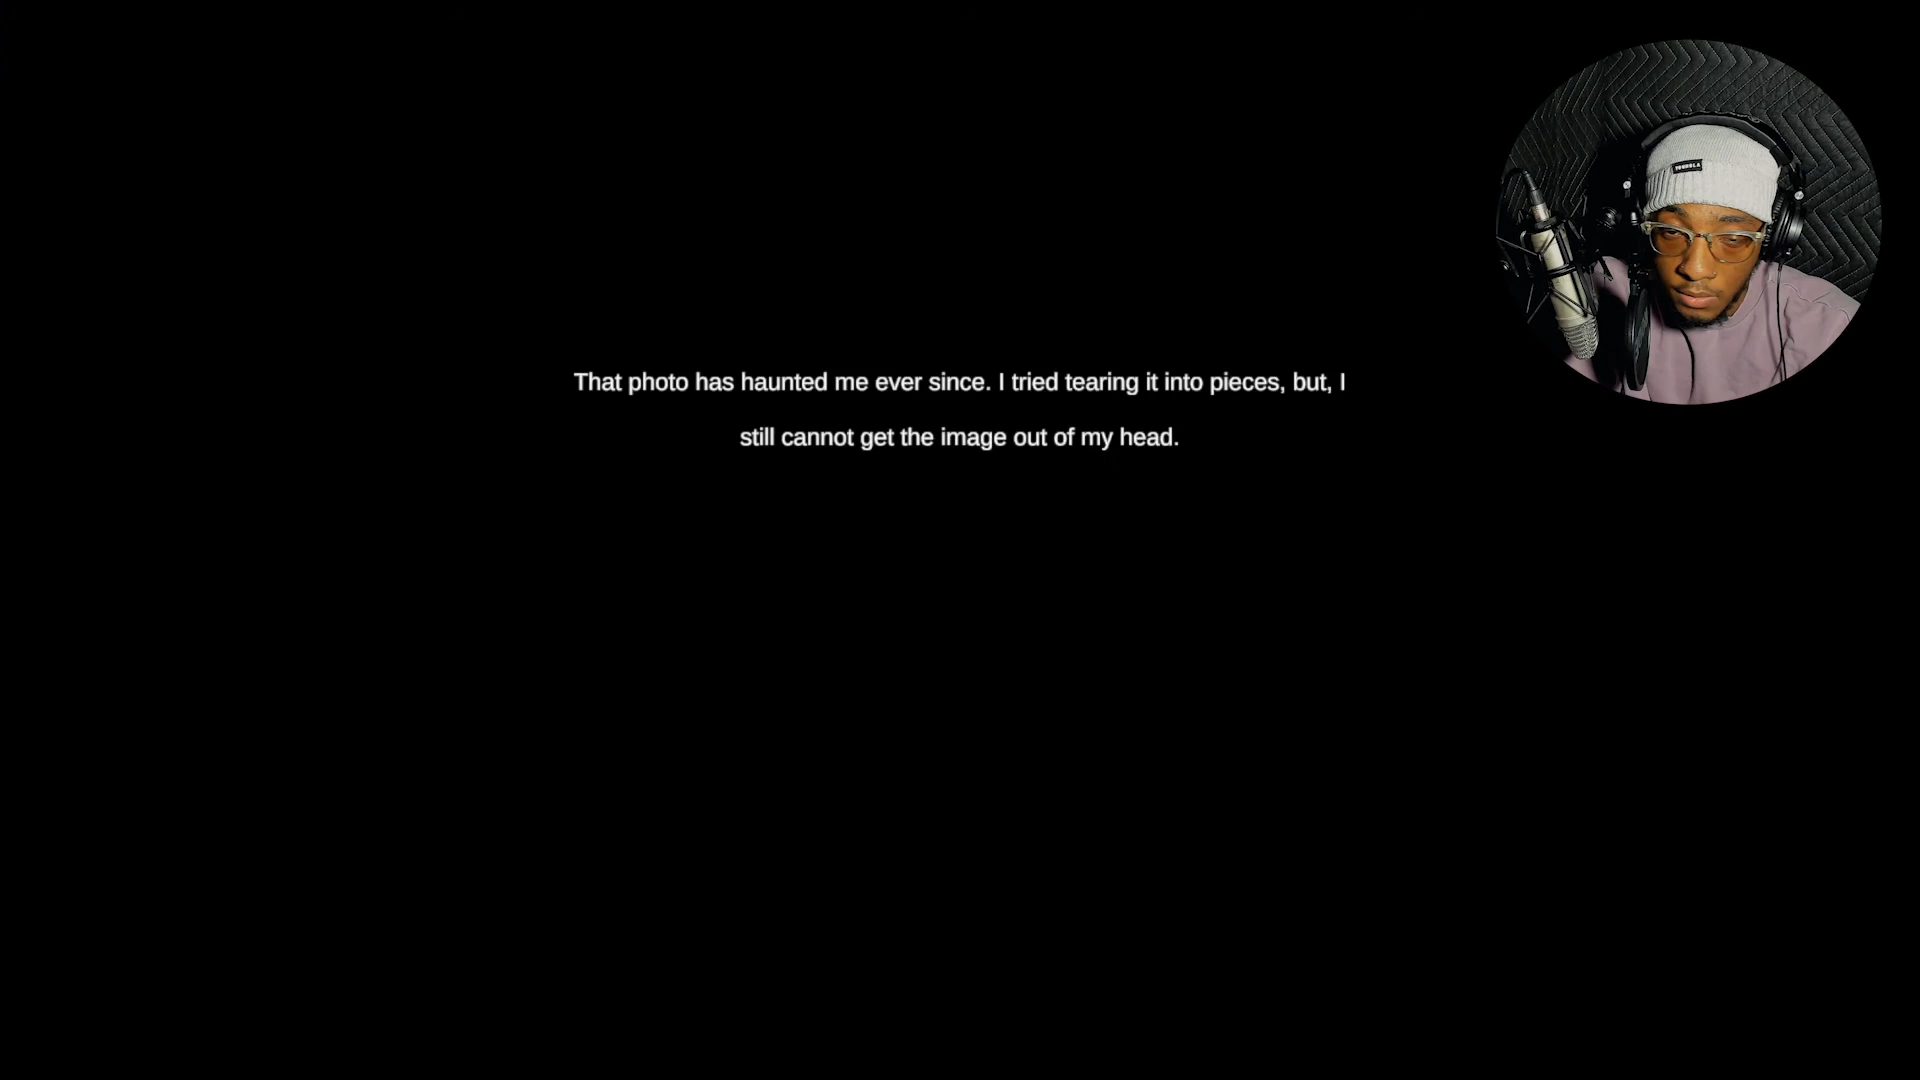 That photo has haunted me ever since. I tried tearing it into pieces, but, I
still cannot get the image out of my head.